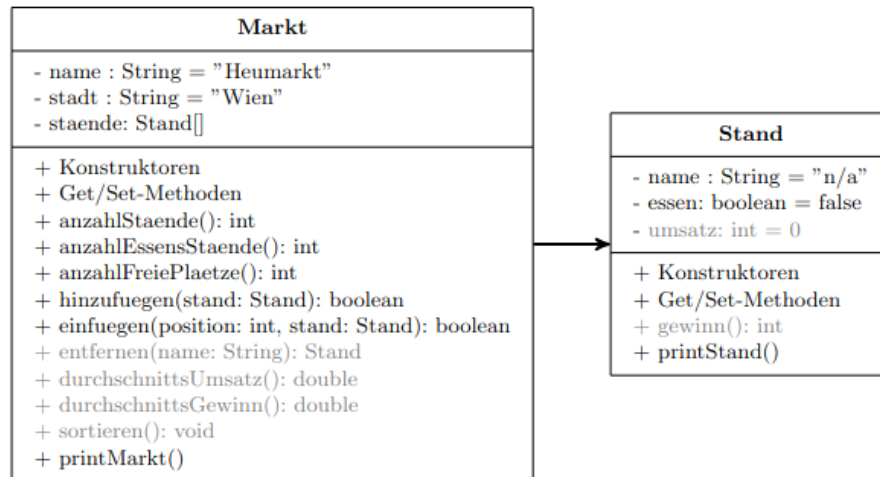 Markt
- name : String = ”Heumarkt”
- stadt : String = ”Wien”
- staende: Stand[]
+ Konstruktoren
+ Get/Set-Methoden
+ anzahlStaende(): int
+ anzahlEssensStaende(): int
+ anzahlFreiePlaetze(): int
+ hinzufuegen(stand: Stand): boolean
+ einfuegen(position: int, stand: Stand): boolean
+ entfernen(name: String): Stand
+ durchschnittsUmsatz(): double
+ durchschnittsGewinn(): double
+ sortieren(): void
+ printMarkt()
Stand
- name : String = ”n/a”
- essen: boolean = false
- umsatz: int = 0
+ Konstruktoren
+ Get/Set-Methoden
+ gewinn(): int
+ printStand()